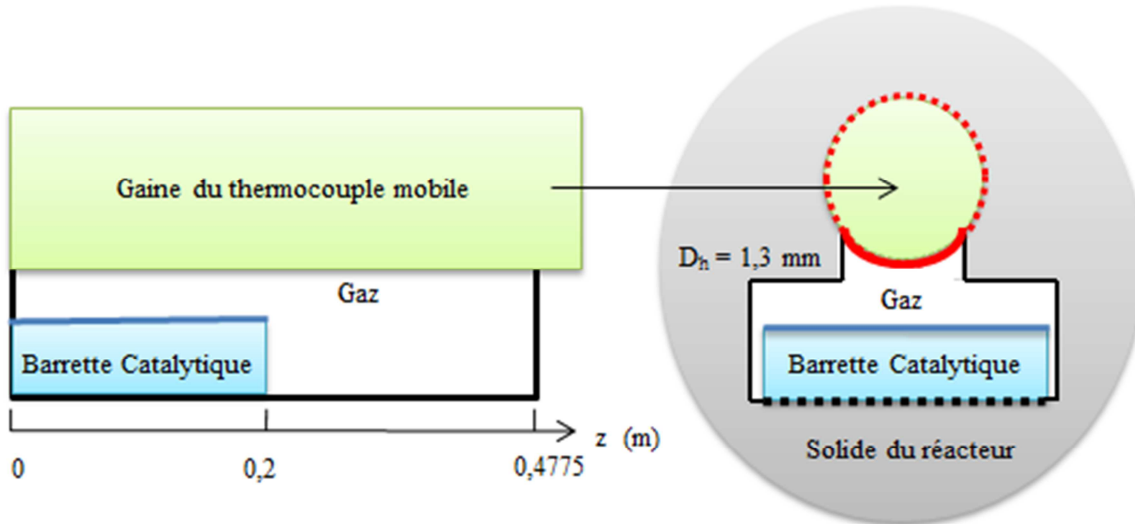 Gaine du thermocouple mobile
Gaz
Barrette Catalytique
z (m)
0
0,2
0,4775
D_h = 1,3 mm
Gaz
Barrette Catalytique
Solide du réacteur